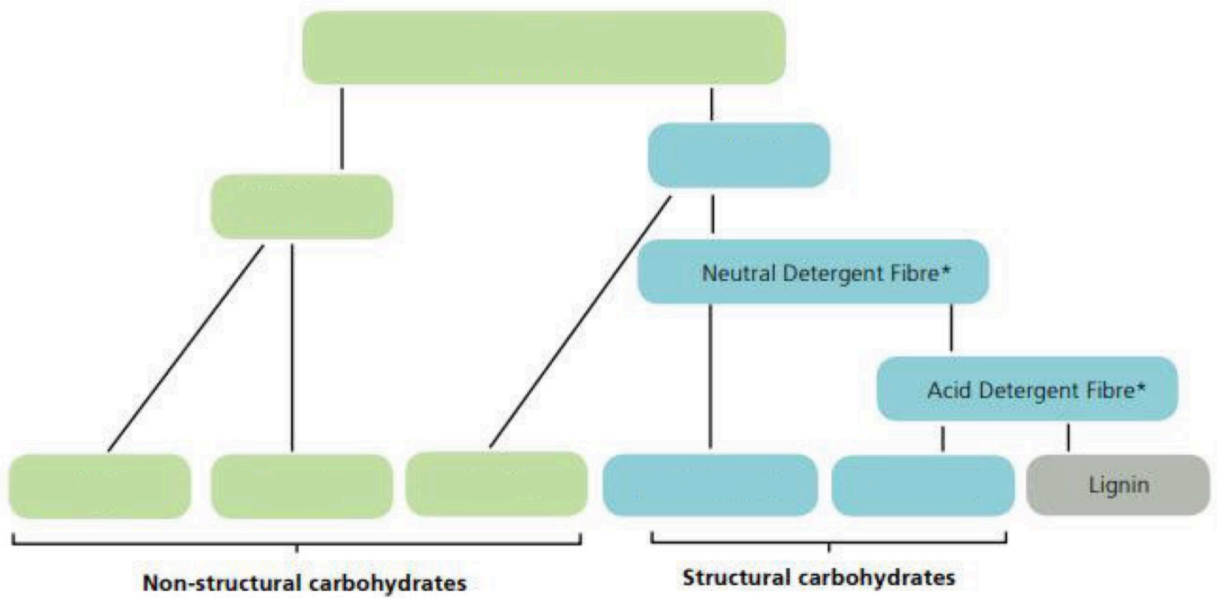 Neutral Detergent Fibre*
Acid Detergent Fibre*
Lignin
Non-structural carbohydrates
Structural carbohydrates